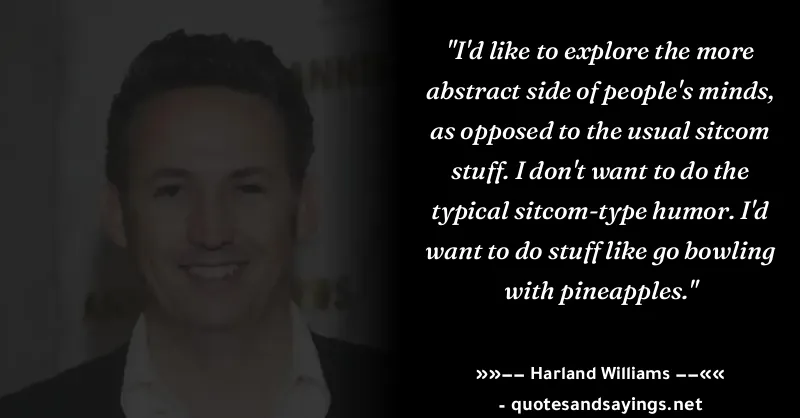 "I'd like to explore the more
abstract side of people's minds,
as opposed to the usual sitcom
stuff. I don't want to do the
typical sitcom-type humor. I'd
want to do stuff like go bowling
with pineapples."
»»−− Harland Williams −−««
- quotesandsayings.net